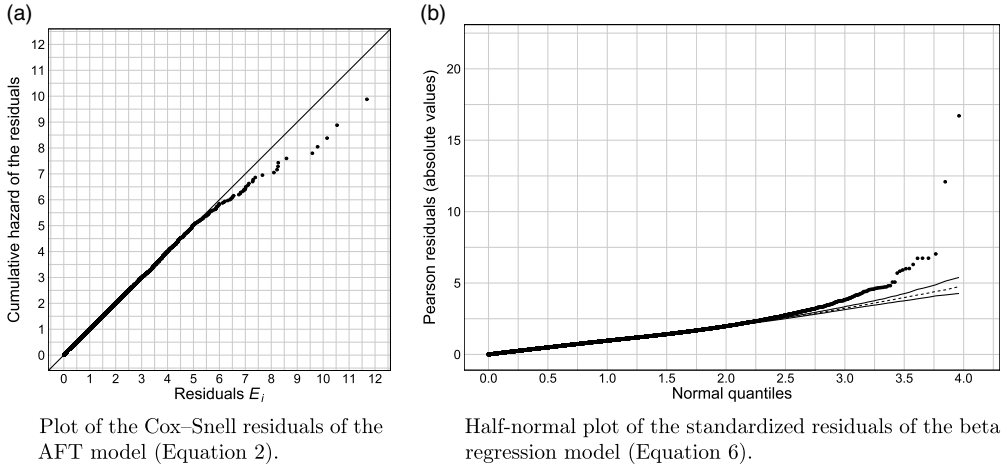 (a)
Cumulative hazard of the residuals
12
11
10
9
8
7
6
5
4
3
2
1
0
0 1 2 3 4 5 6 7 8 9 10 11 12
Residuals Ei
Plot of the Cox–Snell residuals of the
AFT model (Equation 2).
(b)
Pearson residuals (absolute values)
20
15
10
5
0
0.0 0.5 1.0 1.5 2.0 2.5 3.0 3.5 4.0
Normal quantiles
Half-normal plot of the standardized residuals of the beta
regression model (Equation 6).